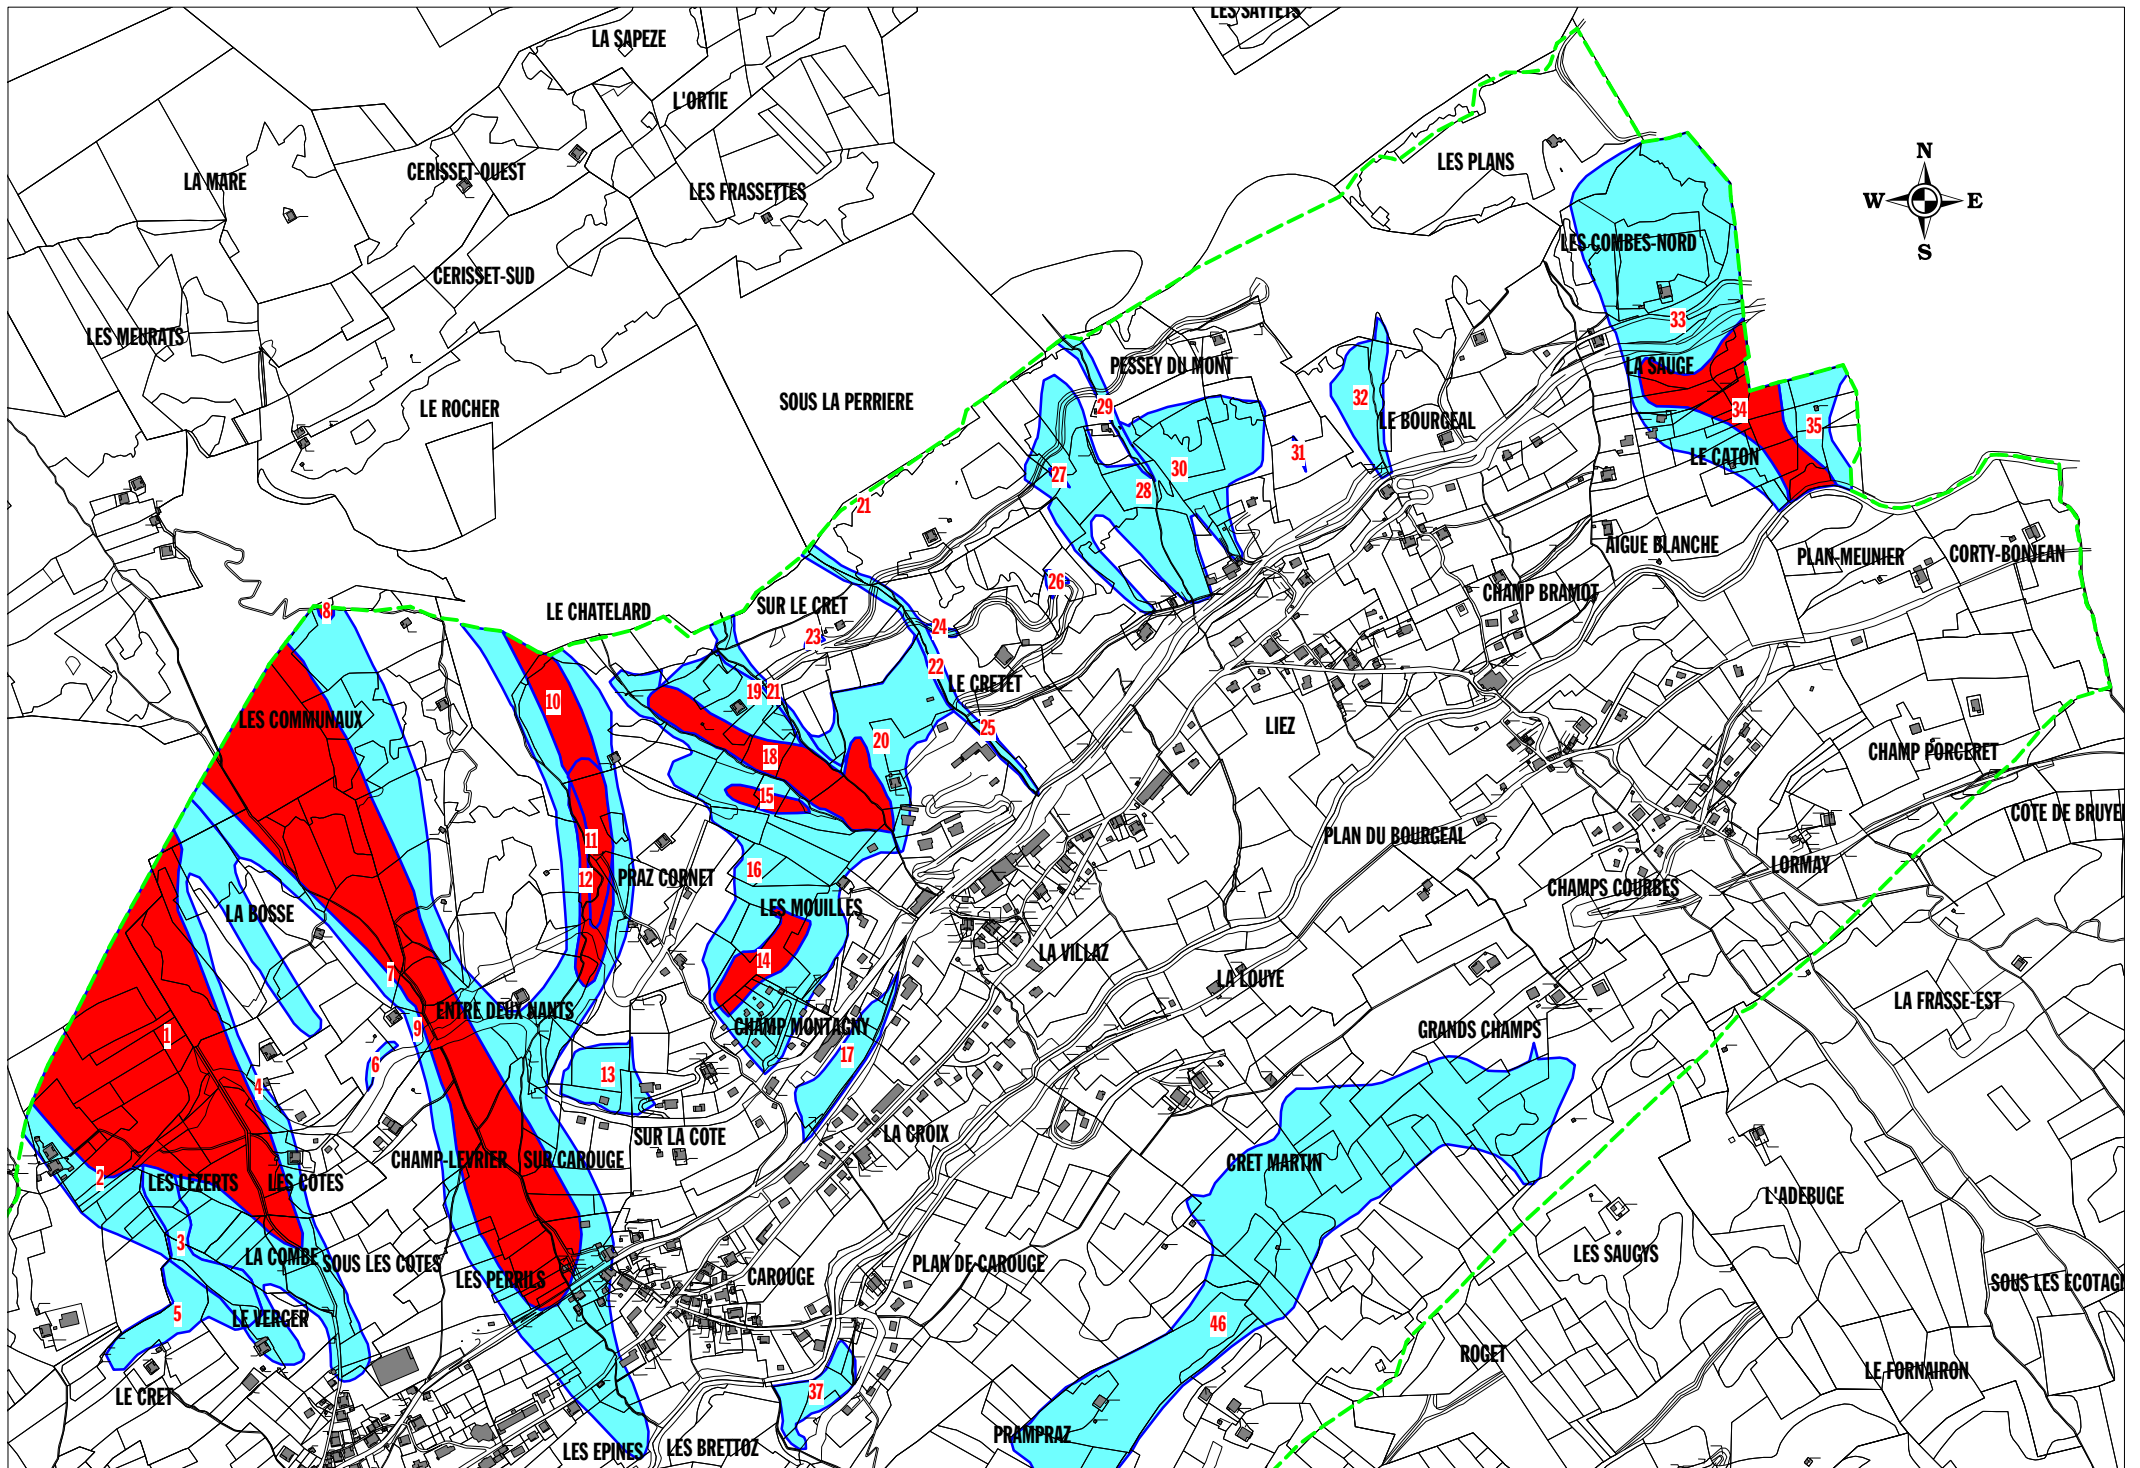 LES SAYTETS
LA SAPEZE
L'ORTIE
LES PLANS
N
W E
S
LA MARE
CERISSET-OUEST
LES FRASSETTES
LES COMBES-NORD
CERISSET-SUD
33
LES MEURATS
PESSEY DU MONT
LA SAUGE
LE ROCHER
SOUS LA PERRIERE
29
32
LE BOURGEAL
34
35
31
LE CATON
27
30
28
21
AIGUE BLANCHE
PLAN-MEUNIER
CORTY-BONJEAN
26
CHAMP BRAMOT
8
LE CHATELARD
SUR LE CRET
23
24
22
LE CRETET
10
19
21
LES COMMUNAUX
LIEZ
25
20
18
CHAMP PORCERET
15
COTE DE BRUYE
11
PLAN DU BOURGEAL
12
PRAZ CORNET
16
LORMAY
CHAMPS COURBES
LA BOSSE
LES MOUILLES
LA VILLAZ
14
7
LA LOUYE
LA FRASSE-EST
ENTRE DEUX NANTS
9
CHAMP MONTAGNY
GRANDS CHAMPS
1
17
6
13
4
SUR LA COTE
LA CROIX
CHAMP-LEVRIER
SUR CAROUGE
CRET MARTIN
2
LES LEZERTS
LES COTES
L'ADEBUGE
3
LA COMBE
SOUS LES COTES
LES PERRILS
CAROUGE
PLAN DE CAROUGE
LES SAUGYS
SOUS LES ECOTAG
5
LE VERGER
46
ROGET
LE FORNAIRON
LE CRET
37
PRAMPRAZ
LES EPINES
LES BRETTOZ